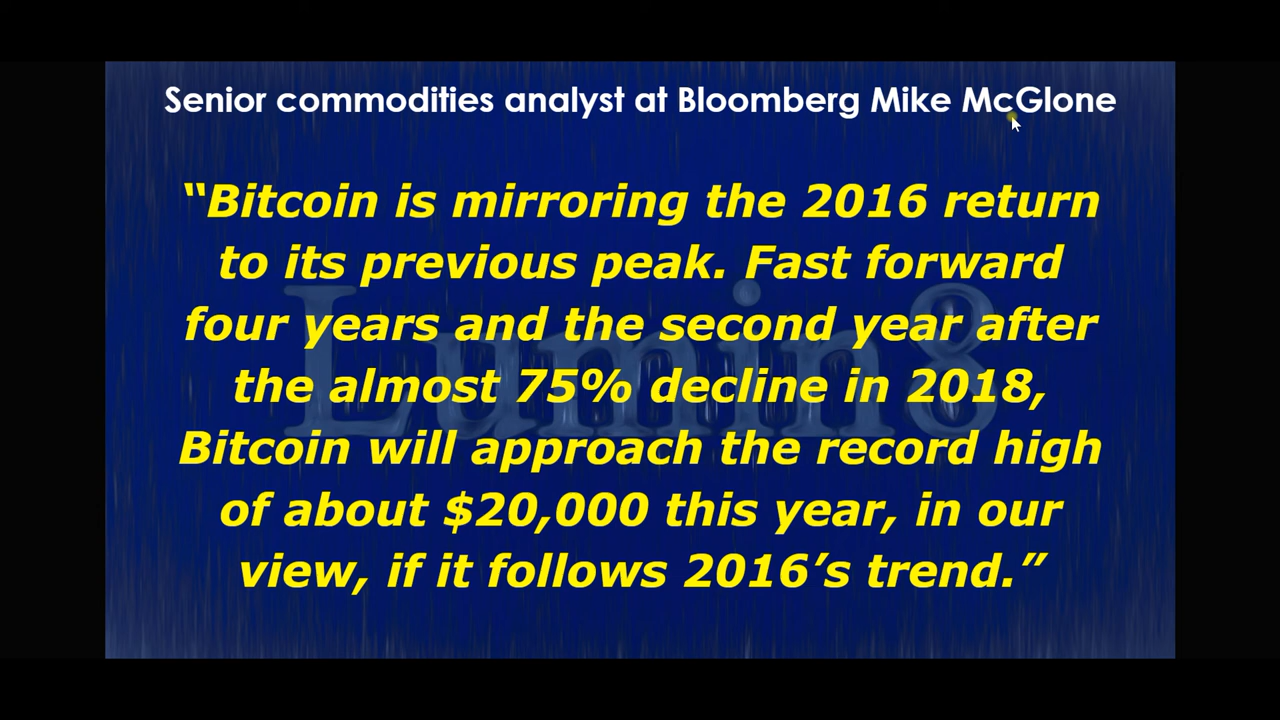 Senior commodities analyst at Bloomberg Mike McGlone
“Bitcoin is mirroring the 2016 return
to its previous peak. Fast forward
four years and the second year after
the almost 75% decline in 2018,
Bitcoin will approach the record high
of about $20,000 this year, in our
view, if it follows 2016’s trend.”
Lumin8